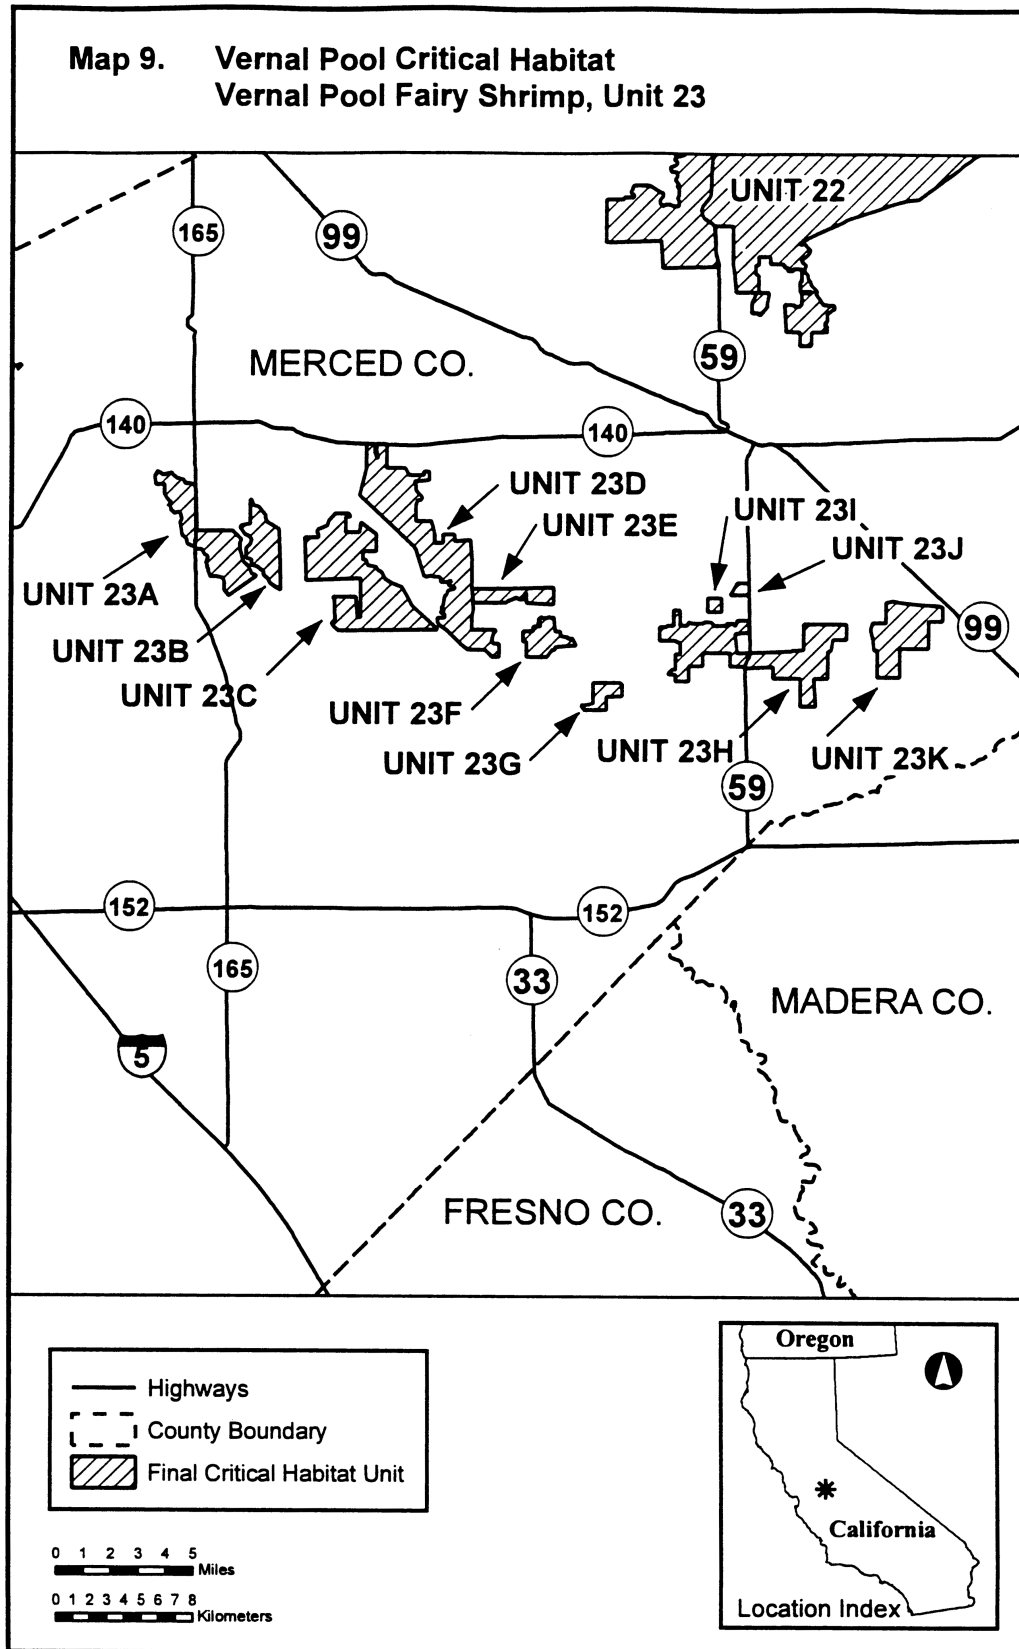 Map 9. Vernal Pool Critical Habitat
Vernal Pool Fairy Shrimp, Unit 23
UNIT 22
165
99
59
MERCED CO.
140
140
UNIT 23D
UNIT 23I
UNIT 23E
UNIT 23J
UNIT 23A
99
UNIT 23B
UNIT 23C
UNIT 23F
UNIT 23G
UNIT 23H
UNIT 23K
59
152
152
165
33
MADERA CO.
5
FRESNO CO.
33
Highways
County Boundary
Final Critical Habitat Unit
0 1 2 3 4 5
Miles
0 1 2 3 4 5 6 7 8
Kilometers
Oregon
California
Location Index